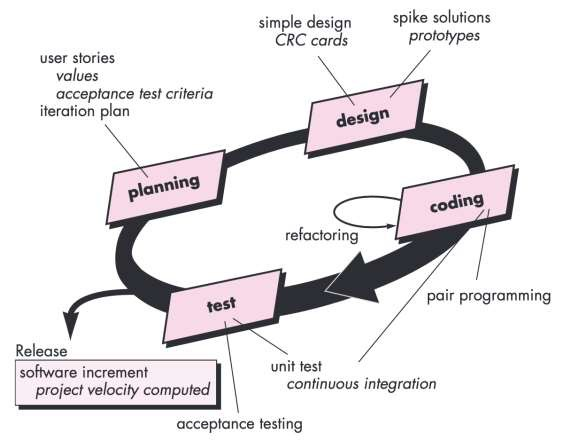 simple design
CRC cards
spike solutions
prototypes
user stories
values
acceptance test criteria
iteration plan
design
planning
coding
refactoring
test
pair programming
Release
software increment
project velocity computed
unit test
continuous integration
acceptance testing